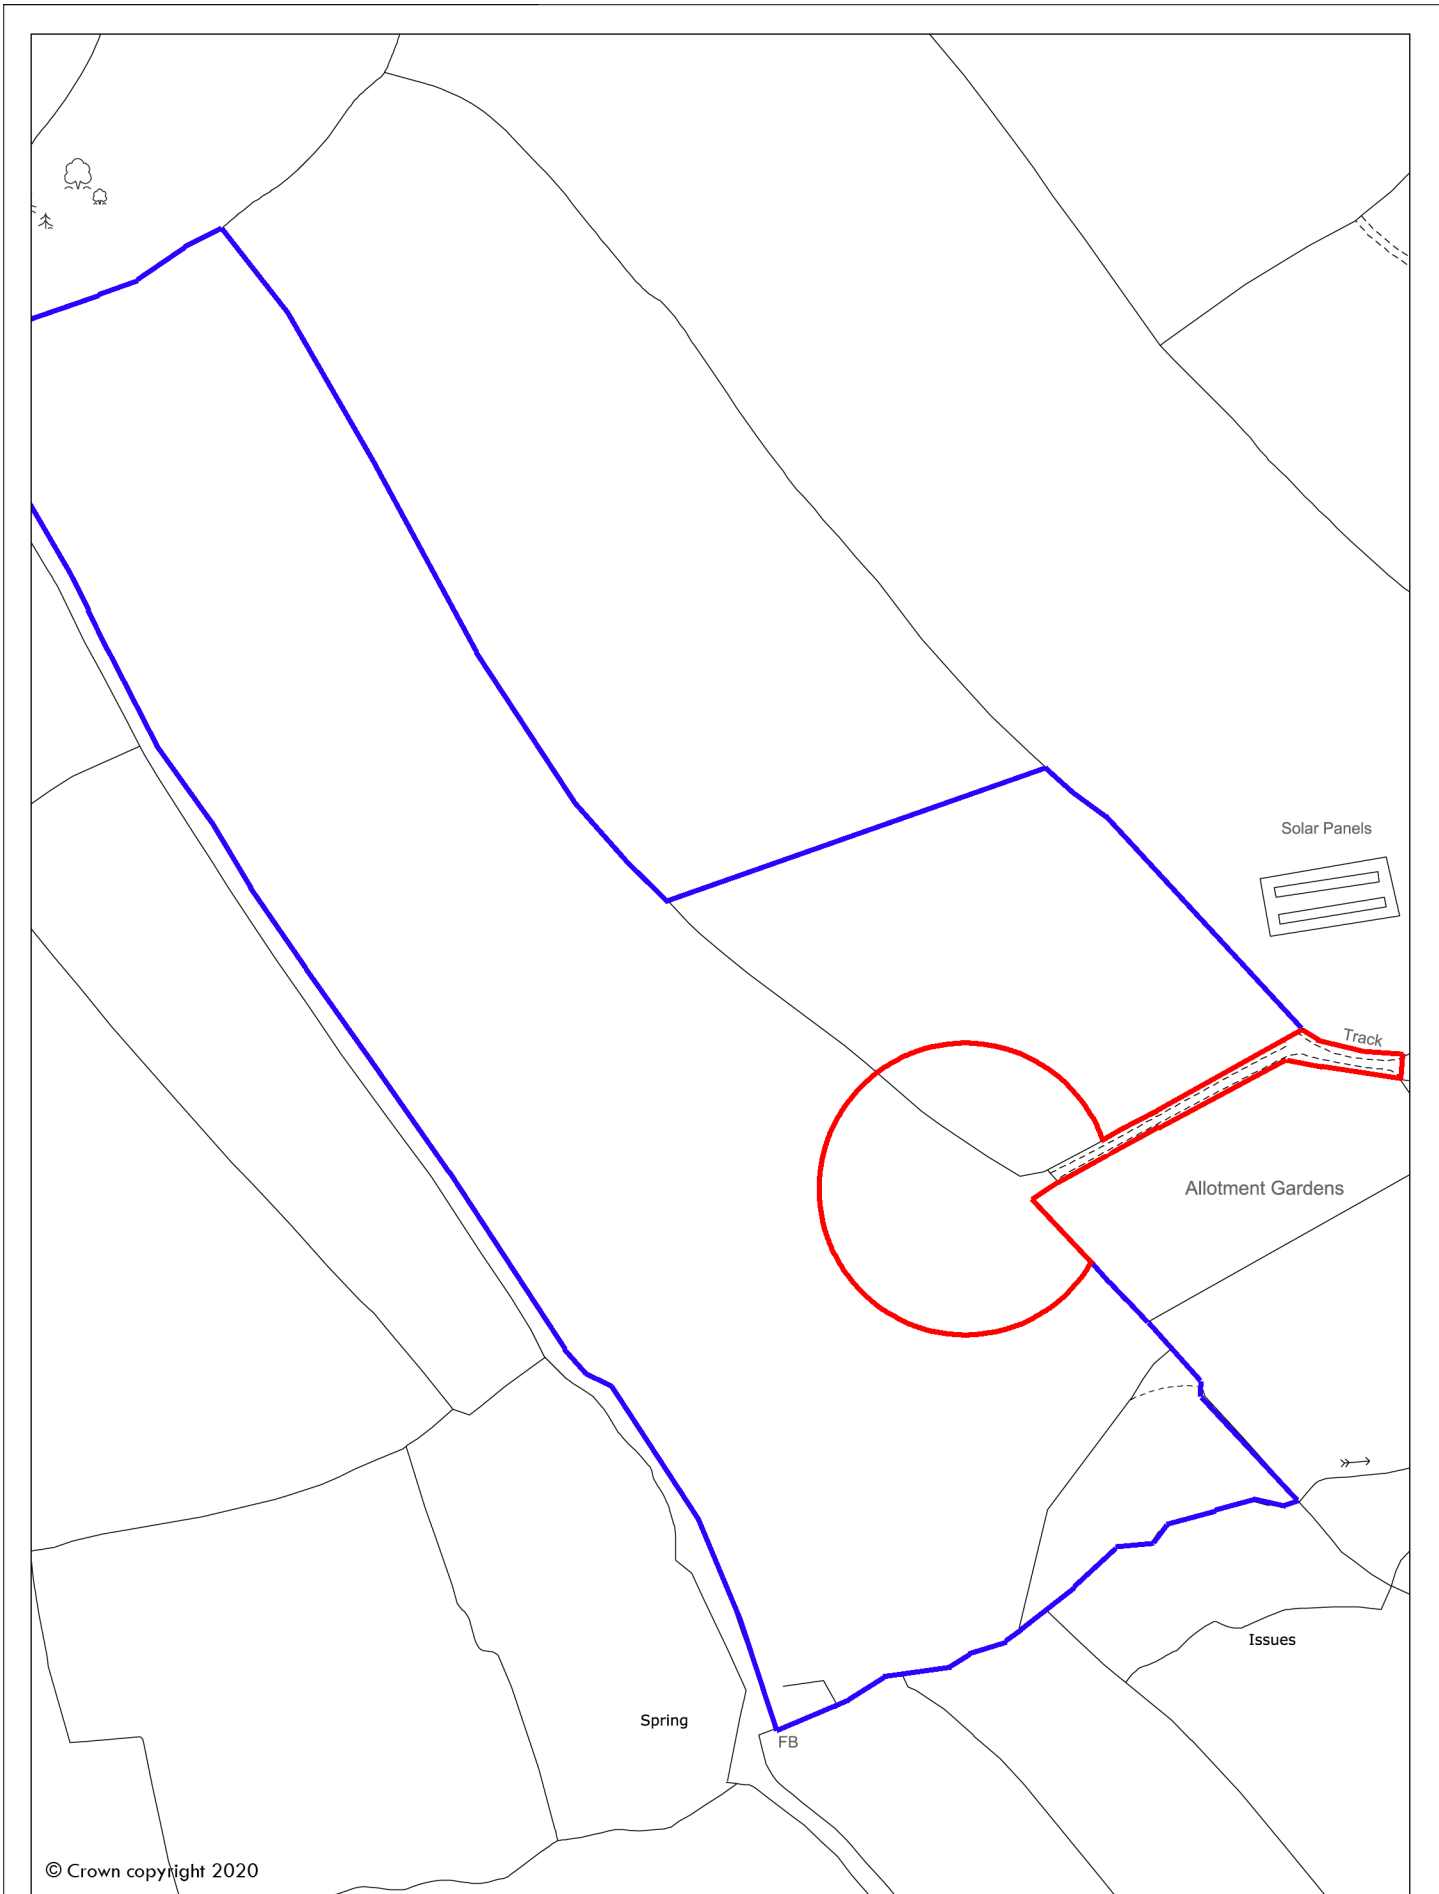 Solar Panels
Track
Allotment Gardens
Issues
Spring
FB
© Crown copyright 2020